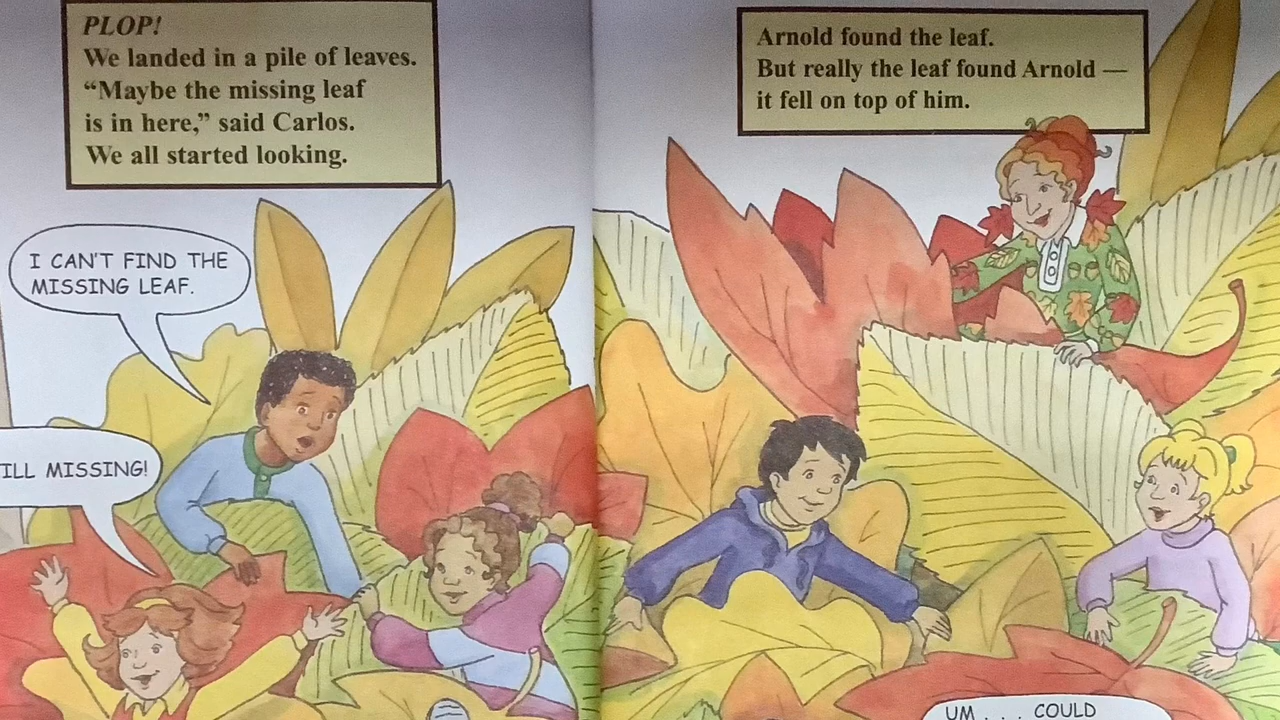 PLOP!
We landed in a pile of leaves.
“Maybe the missing leaf
is in here,” said Carlos.
We all started looking.
I CAN'T FIND THE
MISSING LEAF.
MISSING!
Arnold found the leaf.
But really the leaf found Arnold —
it fell on top of him.
UM . . . COULD